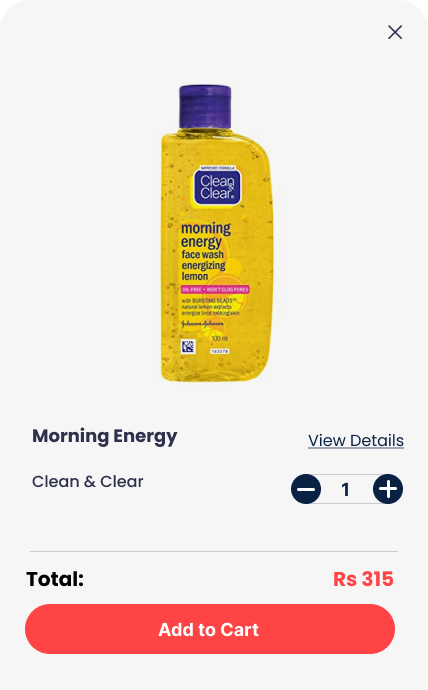 IMPROVED FORMULA
Clean &
Clear®
morning
energy
face wash
energizing
lemon
OIL-FREE • WON'T CLOG PORES
with BURSTING BEADS™
natural lemon extracts
energize tired looking skin
Johnson & Johnson
100 ml
163278
Morning Energy
View Details
Clean & Clear
1
Total:
Rs 315
Add to Cart